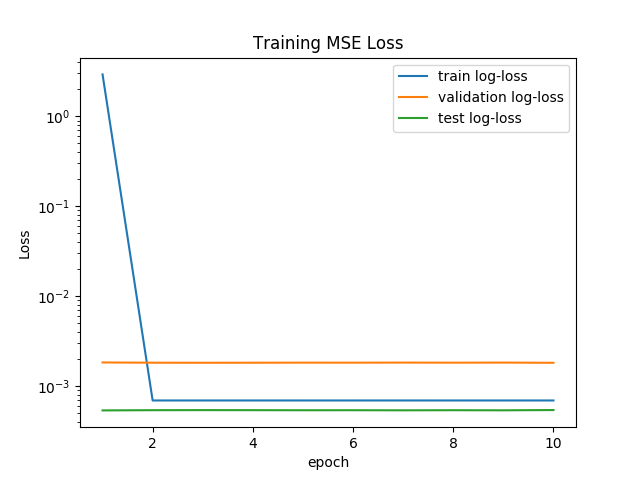 Training MSE Loss
train log-loss
validation log-loss
test log-loss
10⁰
10⁻¹
10⁻²
10⁻³
Loss
2
4
6
8
10
epoch